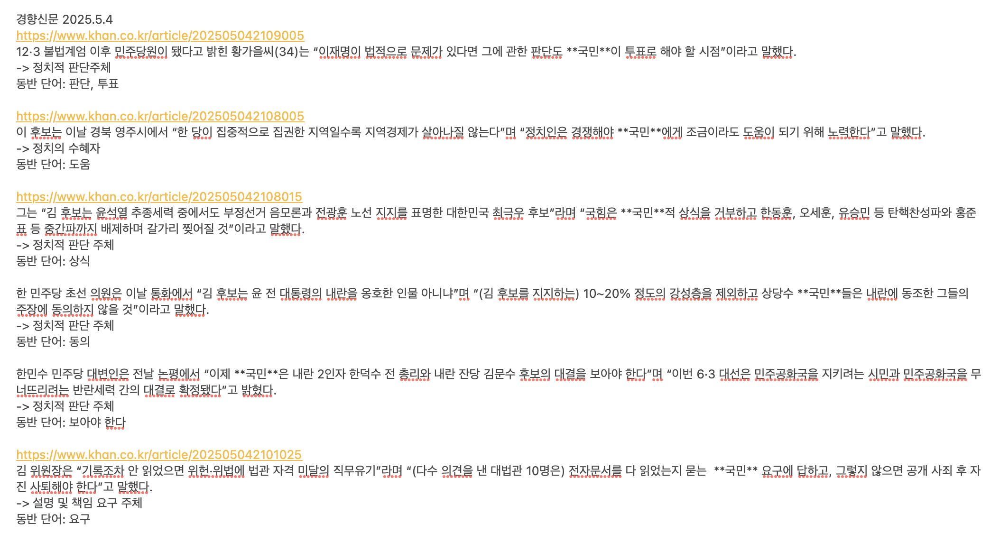 경향신문 2025.5.4
https://www.khan.co.kr/article/202505042109005
12·3 불법계엄 이후 민주당원이 됐다고 밝힌 황가을씨(34)는 “이재명이 법적으로 문제가 있다면 그에 관한 판단도 **국민**이 투표로 해야 할 시점”이라고 말했다.
-> 정치적 판단주체
동반 단어: 판단, 투표
https://www.khan.co.kr/article/202505042108005
이 후보는 이날 경북 영주시에서 “한 당이 집중적으로 집권한 지역일수록 지역경제가 살아나질 않는다”며 “정치인은 경쟁해야 **국민**에게 조금이라도 도움이 되기 위해 노력한다”고 말했다.
-> 정치의 수혜자
동반 단어: 도움
https://www.khan.co.kr/article/202505042108015
그는 “김 후보는 윤석열 추종세력 중에서도 부정선거 음모론과 전광훈 노선 지지를 표명한 대한민국 최극우 후보”라며 “국힘은 **국민**적 상식을 거부하고 한동훈, 오세훈, 유승민 등 탄핵찬성파와 홍준
표 등 중간파까지 배제하며 갈가리 찢어질 것”이라고 말했다.
-> 정치적 판단 주체
동반 단어: 상식
한 민주당 초선 의원은 이날 통화에서 “김 후보는 윤 전 대통령의 내란을 옹호한 인물 아니냐”며 “(김 후보를 지지하는) 10~20% 정도의 강성층을 제외하고 상당수 **국민**들은 내란에 동조한 그들의
주장에 동의하지 않을 것”이라고 말했다.
-> 정치적 판단 주체
동반 단어: 동의
한민수 민주당 대변인은 전날 논평에서 “이제 **국민**은 내란 2인자 한덕수 전 총리와 내란 잔당 김문수 후보의 대결을 보아야 한다”며 “이번 6·3 대선은 민주공화국을 지키려는 시민과 민주공화국을 무
너뜨리려는 반란세력 간의 대결로 확정됐다”고 밝혔다.
-> 정치적 판단 주체
동반 단어: 보아야 한다
https://www.khan.co.kr/article/202505042101025
김 위원장은 “기록조차 안 읽었으면 위헌·위법에 법관 자격 미달의 직무유기”라며 “(다수 의견을 낸 대법관 10명은) 전자문서를 다 읽었는지 묻는  **국민** 요구에 답하고, 그렇지 않으면 공개 사죄 후 자
진 사퇴해야 한다”고 말했다.
-> 설명 및 책임 요구 주체
동반 단어: 요구